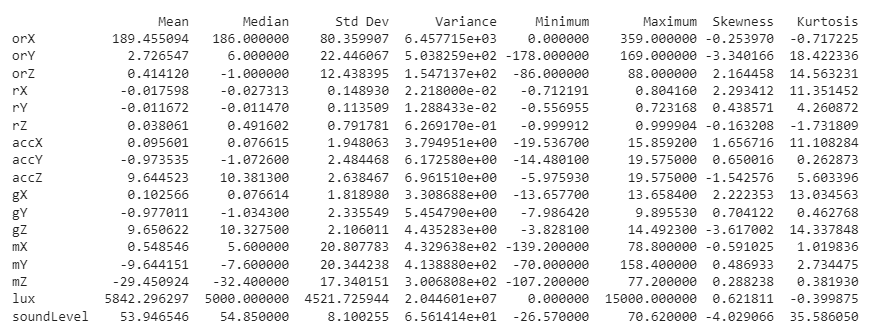 Mean Median Std Dev Variance Minimum Maximum Skewness Kurtosis
orX 189.455094 186.000000 80.359907 6.457715e+03 0.000000 359.000000 -0.253970 -0.717225
orY 2.726547 6.000000 22.446067 5.038259e+02 -178.000000 169.000000 -3.340166 18.422336
orZ 0.414120 -1.000000 12.438395 1.547137e+02 -86.000000 88.000000 2.164458 14.563231
rX -0.017598 -0.027313 0.148930 2.218000e-02 -0.712191 0.804160 2.293412 11.351452
rY -0.011672 -0.011470 0.113509 1.288433e-02 -0.556955 0.723168 0.438571 4.260872
rZ 0.038061 0.491602 0.791781 6.269170e-01 -0.999912 0.999904 -0.163208 -1.731809
accX 0.095601 0.076615 1.948063 3.794951e+00 -19.536700 15.859200 1.656716 11.108284
accY -0.973535 -1.072600 2.484468 6.172580e+00 -14.480100 19.575000 0.650016 0.262873
accZ 9.644523 10.381300 2.638467 6.961510e+00 -5.975930 19.575000 -1.542576 5.603396
gX 0.102566 0.076614 1.818980 3.308688e+00 -13.657700 13.658400 2.222353 13.034563
gY -0.977011 -1.034300 2.335549 5.454790e+00 -7.986420 9.895530 0.704122 0.462768
gZ 9.650622 10.327500 2.106011 4.435283e+00 -3.828100 14.492300 -3.617002 14.337848
mX 0.548546 5.600000 20.807783 4.329638e+02 -139.200000 78.800000 -0.591025 1.019836
mY -9.644151 -7.600000 20.344238 4.138880e+02 -70.000000 158.400000 0.486933 2.734475
mZ -29.450924 -32.400000 17.340151 3.006808e+02 -107.200000 77.200000 0.288238 0.381930
lux 5842.296297 5000.000000 4521.725944 2.044601e+07 0.000000 15000.000000 0.621811 -0.399875
soundLevel 53.946546 54.850000 8.100255 6.561414e+01 -26.570000 70.620000 -4.029066 35.586050